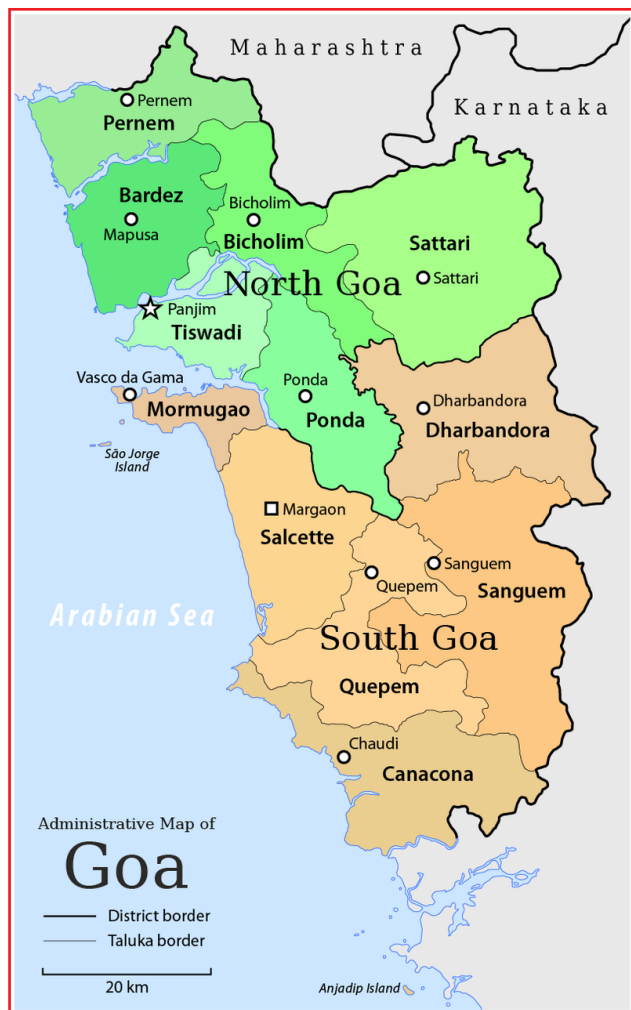 Maharashtra
Karnataka
Pernem
Pernem
Bardez
Mapusa
Bicholim
Bicholim
Sattari
Sattari
North Goa
Panjim
Tiswadi
Vasco da Gama
Mormugao
Ponda
Ponda
Dharbandora
Dharbandora
São Jorge
Island
Margaon
Salcette
Sanguem
Sanguem
Quepem
Arabian Sea
South Goa
Quepem
Chaudi
Canacona
Administrative Map of
Goa
District border
Taluka border
20 km
Anjadip Island